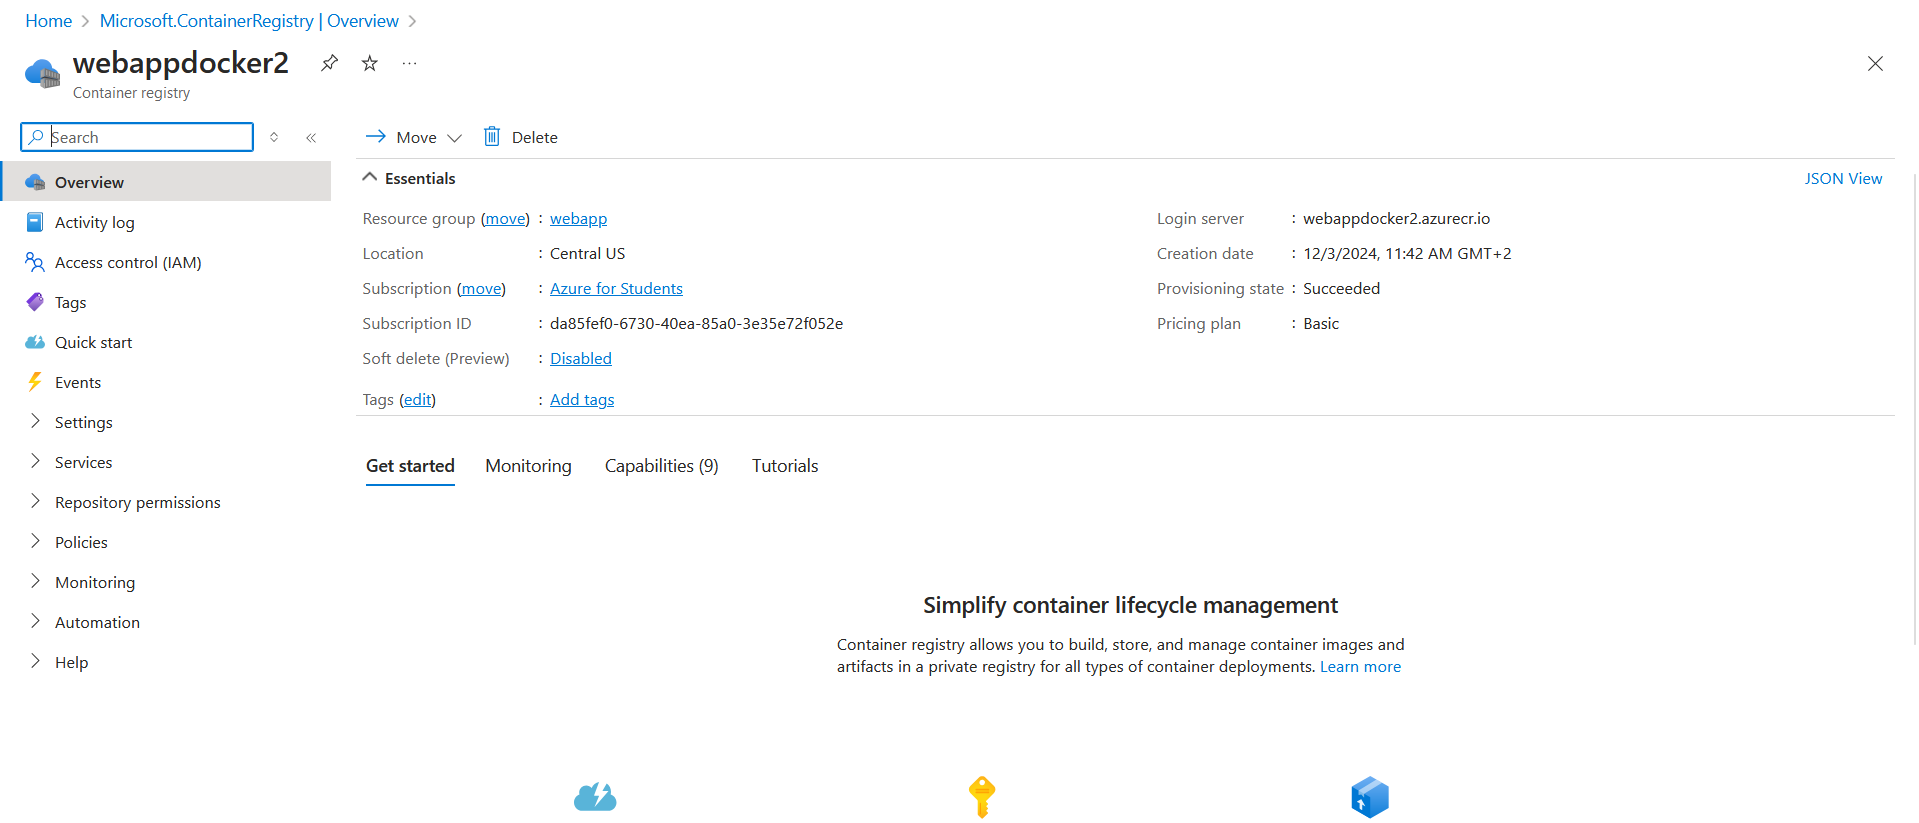 Home > Microsoft.ContainerRegistry | Overview >
webappdocker2
Container registry
Search
Overview
Activity log
Access control (IAM)
Tags
Quick start
Events
Settings
Services
Repository permissions
Policies
Monitoring
Automation
Help
Move
Delete
Essentials
JSON View
Resource group (move) : webapp
Location : Central US
Subscription (move) : Azure for Students
Subscription ID : da85fef0-6730-40ea-85a0-3e35e72f052e
Soft delete (Preview) : Disabled
Tags (edit) : Add tags
Login server : webappdocker2.azurecr.io
Creation date : 12/3/2024, 11:42 AM GMT+2
Provisioning state : Succeeded
Pricing plan : Basic
Get started Monitoring Capabilities (9) Tutorials
Simplify container lifecycle management
Container registry allows you to build, store, and manage container images and
artifacts in a private registry for all types of container deployments. Learn more